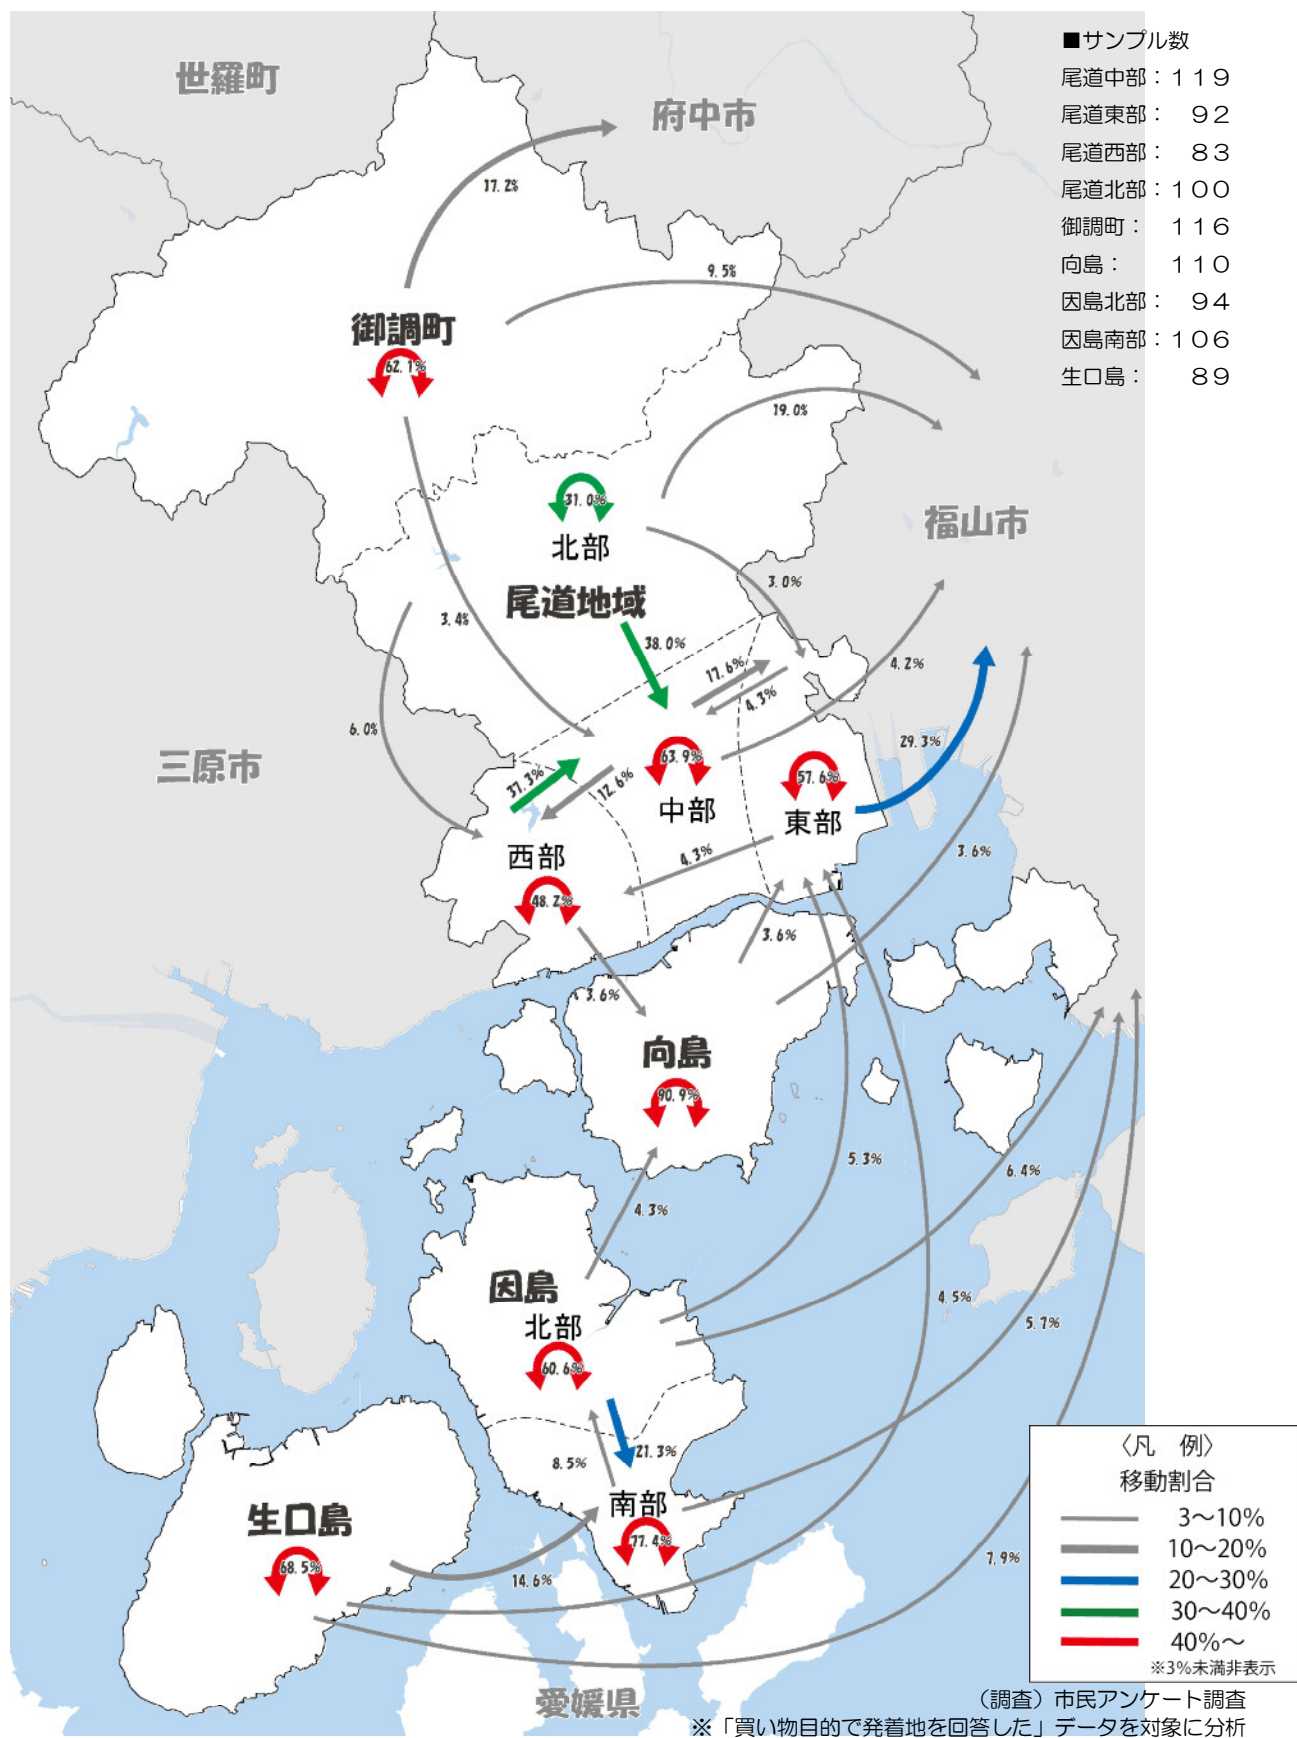 ■サンプル数
尾道中部：119
尾道東部： 92
尾道西部： 83
尾道北部：100
御調町： 116
向島： 110
因島北部： 94
因島南部：106
生口島： 89
世羅町
府中市
17.2%
9.5%
御調町
62.1%
19.0%
31.0%
北部
福山市
尾道地域
3.0%
3.4%
38.0%
17.6%
4.2%
4.3%
6.0%
29.3%
三原市
63.9%
57.6%
37.3%
12.6%
中部
東部
西部
4.3%
3.6%
48.2%
3.6%
3.6%
向島
90.9%
5.3%
6.4%
4.3%
因島
北部
4.5%
5.7%
60.6%
21.3%
8.5%
南部
生口島
77.4%
68.5%
14.6%
7.9%
〈凡 例〉
移動割合
3～10%
10～20%
20～30%
30～40%
40%～
※3%未満非表示
愛媛県
（調査）市民アンケート調査
※「買い物目的で発着地を回答した」データを対象に分析